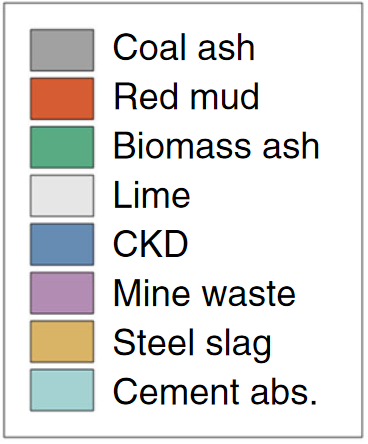 Coal ash
Red mud
Biomass ash
Lime
CKD
Mine waste
Steel slag
Cement abs.